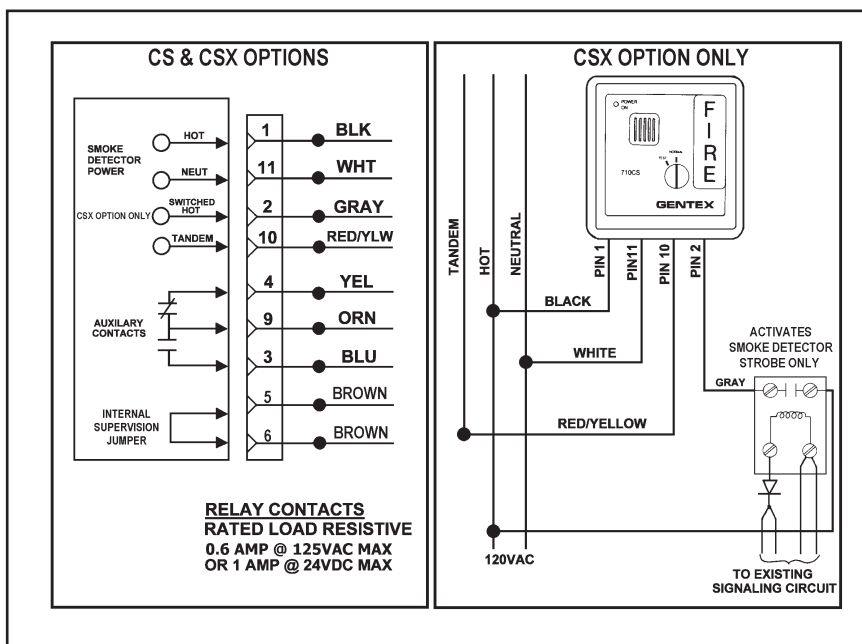 CS & CSX OPTIONS
SMOKE
DETECTOR
POWER
HOT
1
BLK
NEUT
11
WHT
CSX OPTION ONLY
SWITCHED
HOT
2
GRAY
TANDEM
10
RED/YLW
AUXILARY
CONTACTS
4
YEL
9
ORN
3
BLU
INTERNAL
SUPERVISION
JUMPER
5
BROWN
6
BROWN
RELAY CONTACTS
RATED LOAD RESISTIVE
0.6 AMP @ 125VAC MAX
OR 1 AMP @ 24VDC MAX
CSX OPTION ONLY
POWER
ON
FIRE
NORMAL
TEST
710CS
GENTEX
TANDEM
HOT
NEUTRAL
PIN 1
PIN11
PIN 10
PIN 2
BLACK
WHITE
RED/YELLOW
ACTIVATES
SMOKE DETECTOR
STROBE ONLY
GRAY
120VAC
TO EXISTING
SIGNALING CIRCUIT